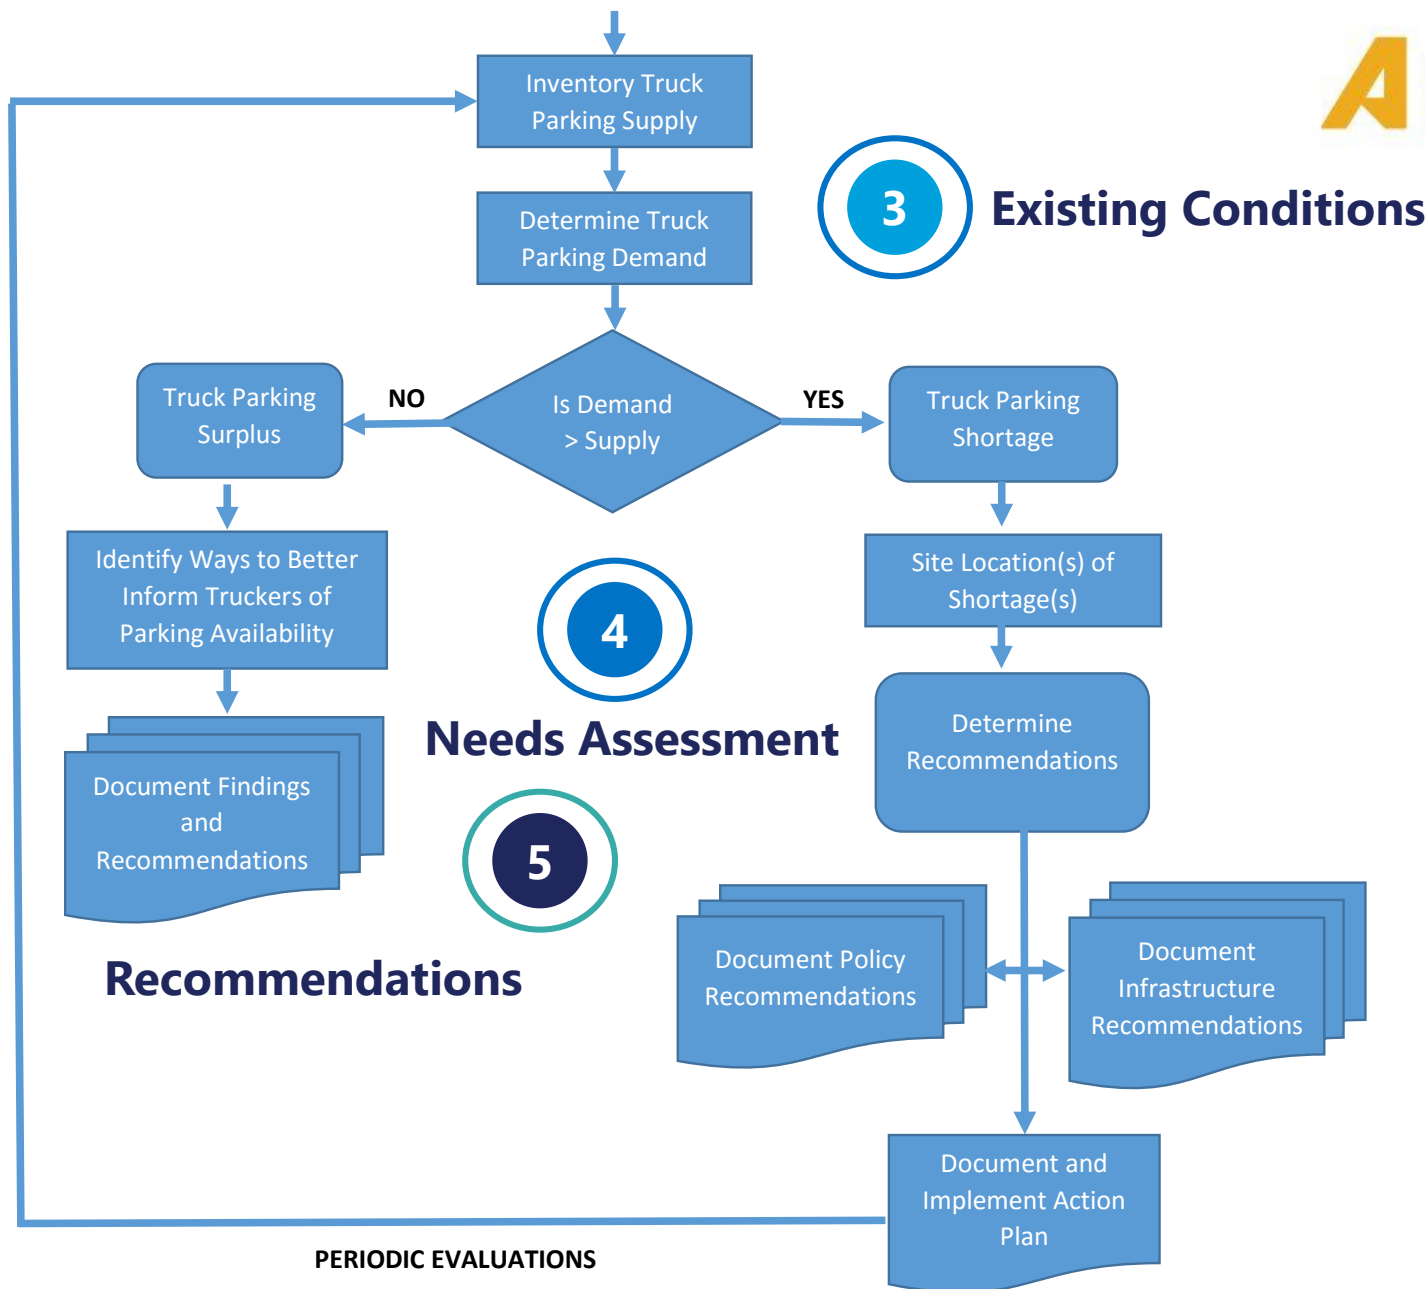 Inventory Truck
Parking Supply
3
Existing Conditions
Determine Truck
Parking Demand
Is Demand
> Supply
NO
YES
Truck Parking
Surplus
Truck Parking
Shortage
Identify Ways to Better
Inform Truckers of
Parking Availability
Site Location(s) of
Shortage(s)
4
Needs Assessment
Determine
Recommendations
Document Findings
and
Recommendations
5
Recommendations
Document Policy
Recommendations
Document
Infrastructure
Recommendations
Document and
Implement Action
Plan
PERIODIC EVALUATIONS